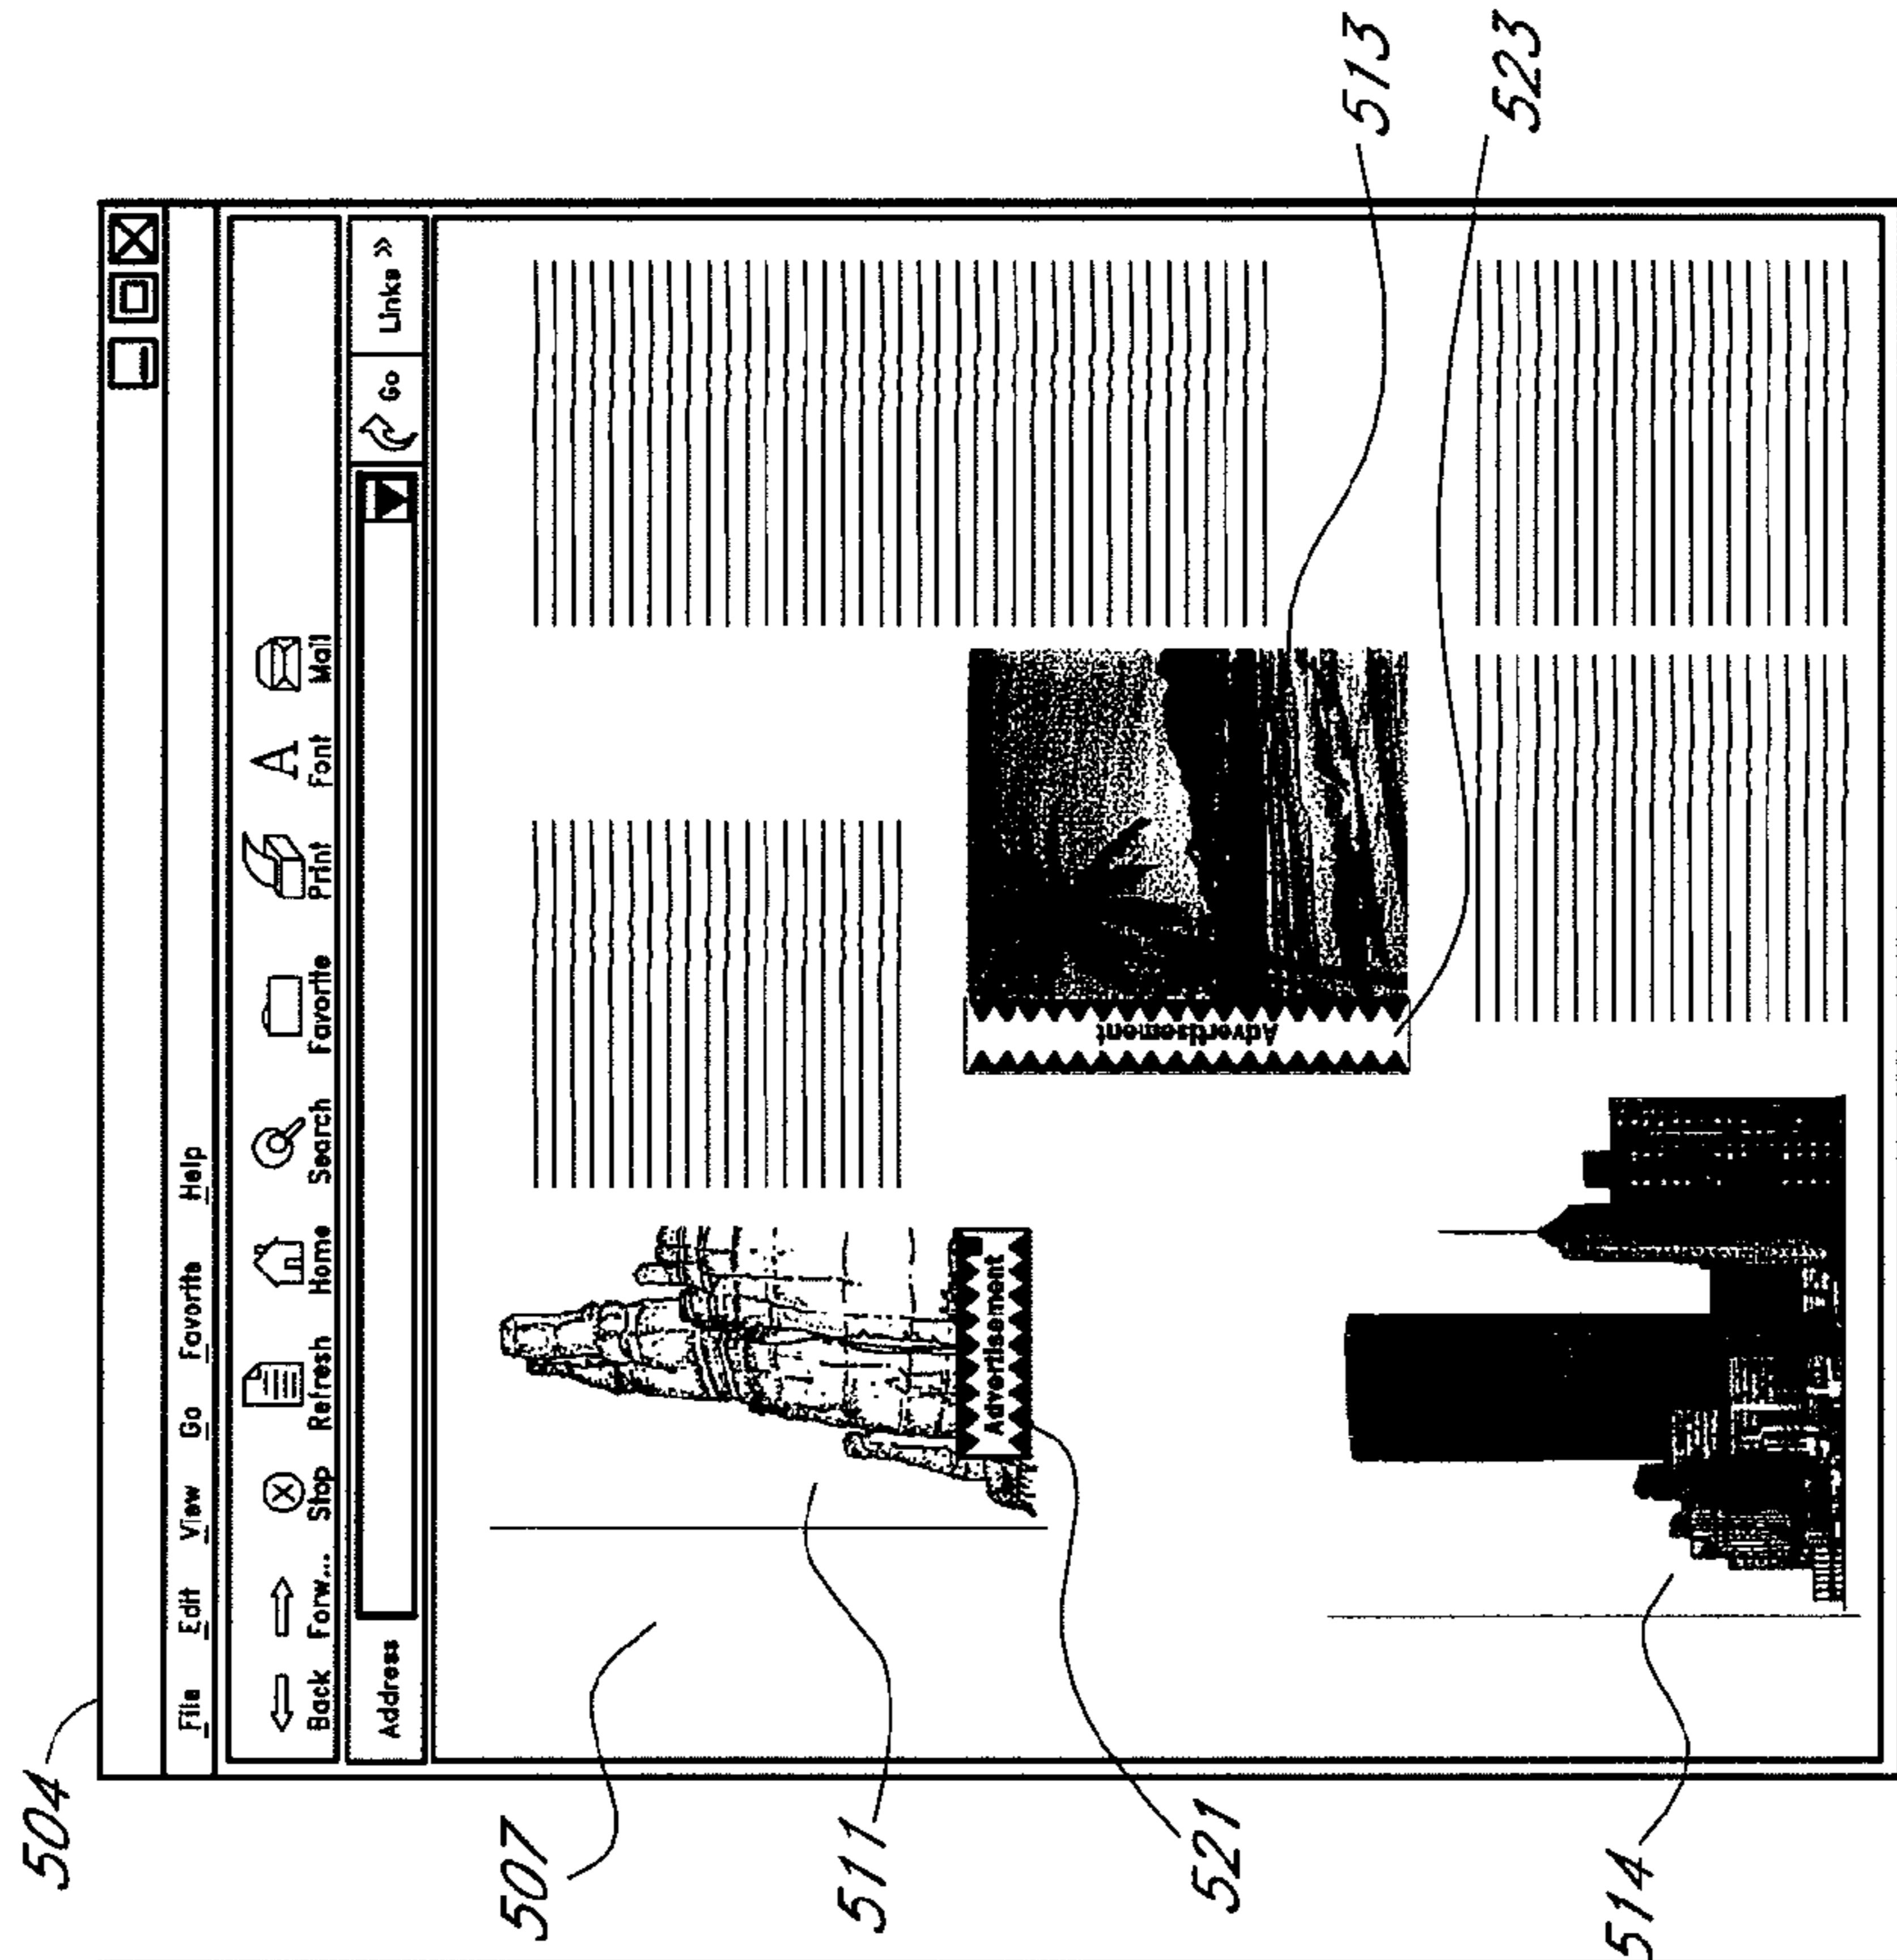 504
File Edit View Go Favorite Help
Back Forw... Stop Refresh Home Search Favorite Print Font Mail
Address Go Links »
507
511
Advertisement
521
Advertisement
513
523
514